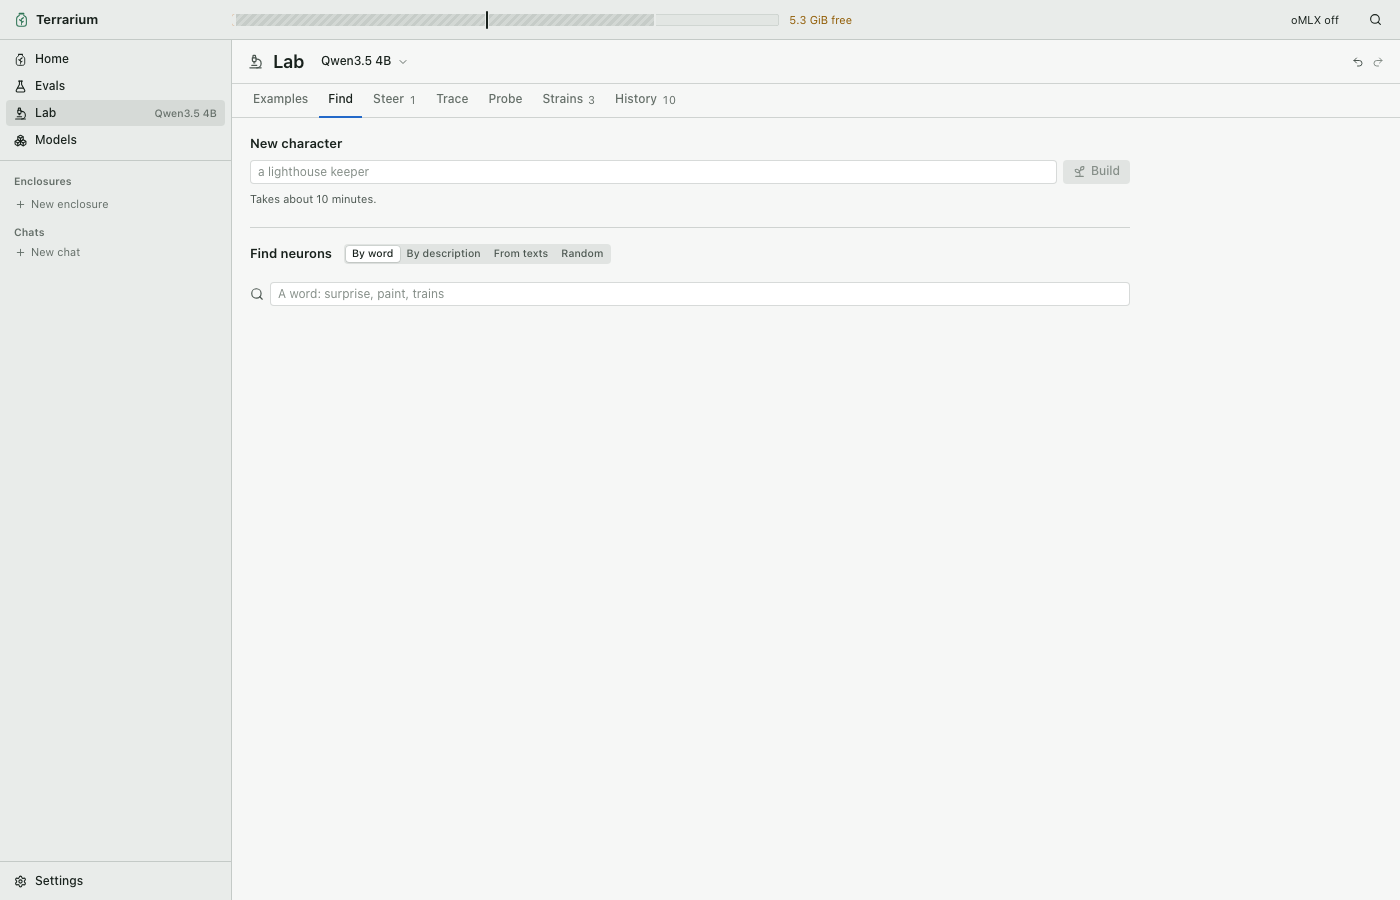 Terrarium
5.3 GiB free
oMLX off
Home
Evals
Lab Qwen3.5 4B
Models
Enclosures
New enclosure
Chats
New chat
Settings
Lab Qwen3.5 4B
Examples Find Steer 1 Trace Probe Strains 3 History 10
New character
a lighthouse keeper Build
Takes about 10 minutes.
Find neurons By word By description From texts Random
A word: surprise, paint, trains